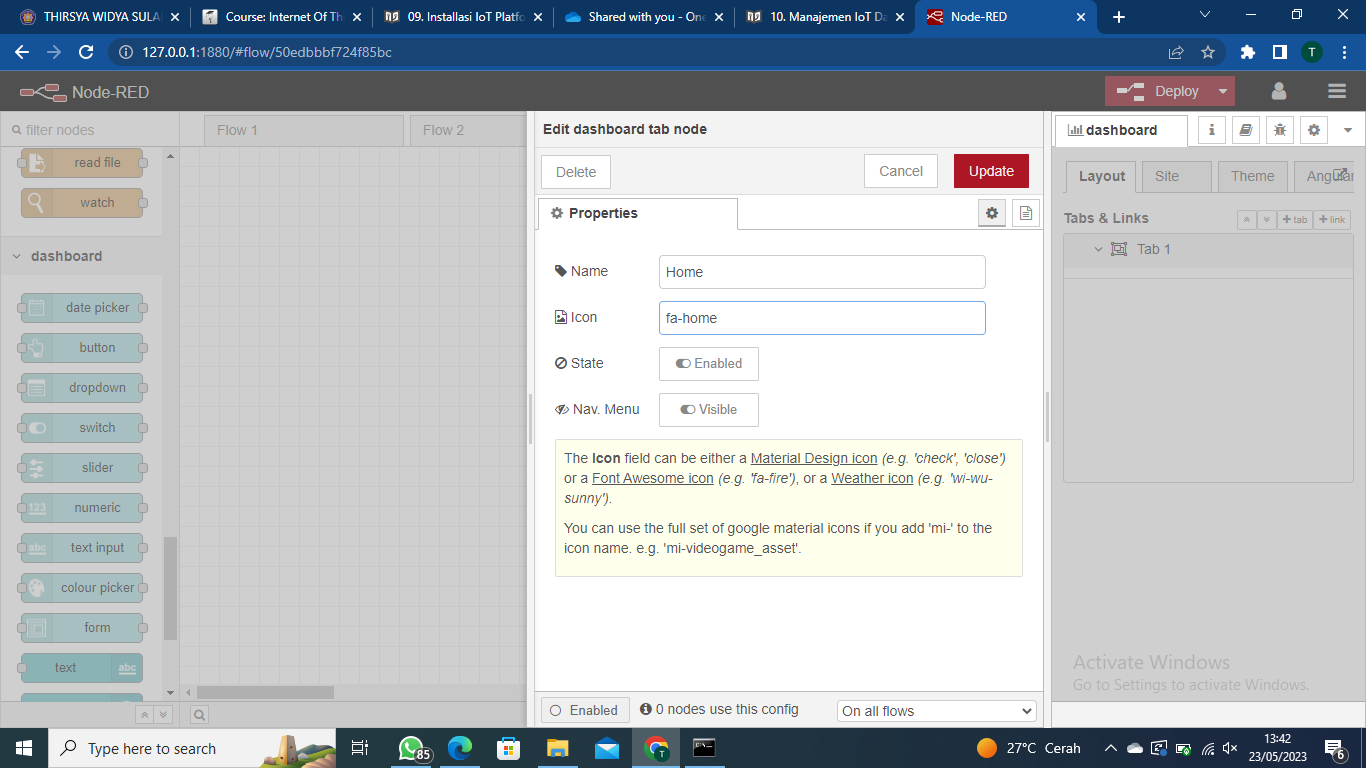 THIRSYA WIDYA SULA
Course: Internet Of Th
09. Installasi IoT Platfo
Shared with you - One
10. Manajemen IoT Da
Node-RED
127.0.0.1:1880/#flow/50edbbbf724f85bc
T
Node-RED
Deploy
filter nodes
Flow 1
Flow 2
Edit dashboard tab node
dashboard
read file
watch
dashboard
date picker
button
dropdown
switch
slider
numeric
123
text input
abc
colour picker
form
text
abc
Delete
Cancel
Update
Properties
Name
Home
Icon
fa-home
State
Enabled
Nav. Menu
Visible
The Icon field can be either a Material Design icon (e.g. 'check', 'close')
or a Font Awesome icon (e.g. 'fa-fire'), or a Weather icon (e.g. 'wi-wu-
sunny').
You can use the full set of google material icons if you add 'mi-' to the
icon name. e.g. 'mi-videogame_asset'.
Enabled
0 nodes use this config
On all flows
Layout
Site
Theme
Angular
Tabs & Links
+ tab
+ link
Tab 1
Activate Windows
Go to Settings to activate Windows.
Type here to search
85
T
27°C Cerah
13:42
23/05/2023
6